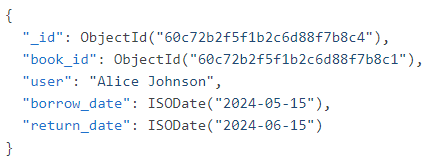 {
  "_id": ObjectId("60c72b2f5f1b2c6d88f7b8c4"),
  "book_id": ObjectId("60c72b2f5f1b2c6d88f7b8c1"),
  "user": "Alice Johnson",
  "borrow_date": ISODate("2024-05-15"),
  "return_date": ISODate("2024-06-15")
}